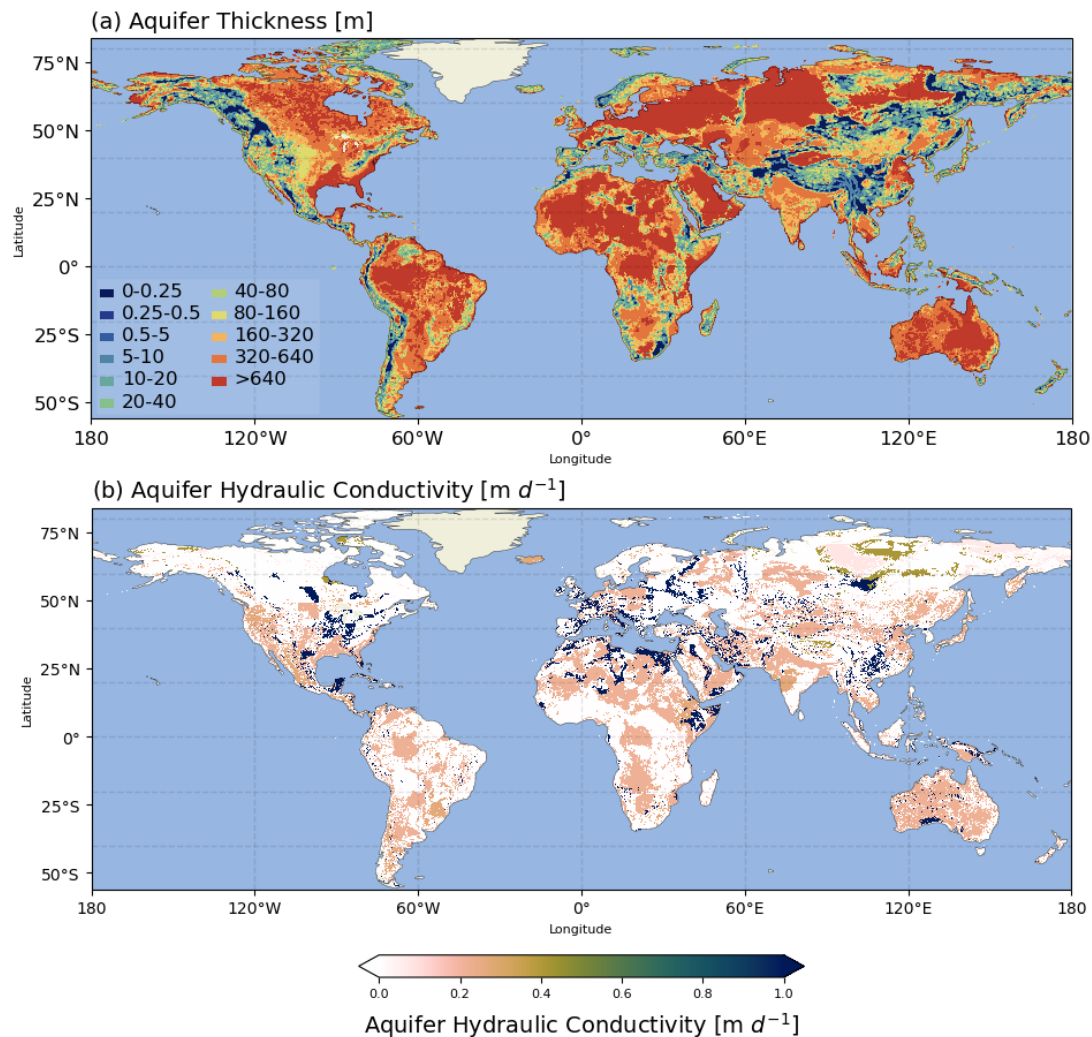 (a) Aquifer Thickness [m]
75°N
50°N
25°N
0°
25°S
50°S
Latitude
0-0.25
0.25-0.5
0.5-5
5-10
10-20
20-40
40-80
80-160
160-320
320-640
>640
180 120°W 60°W 0° 60°E 120°E 180
Longitude
(b) Aquifer Hydraulic Conductivity [m d⁻¹]
75°N
50°N
25°N
0°
25°S
50°S
Latitude
180 120°W 60°W 0° 60°E 120°E 180
Longitude
0.0 0.2 0.4 0.6 0.8 1.0
Aquifer Hydraulic Conductivity [m d⁻¹]